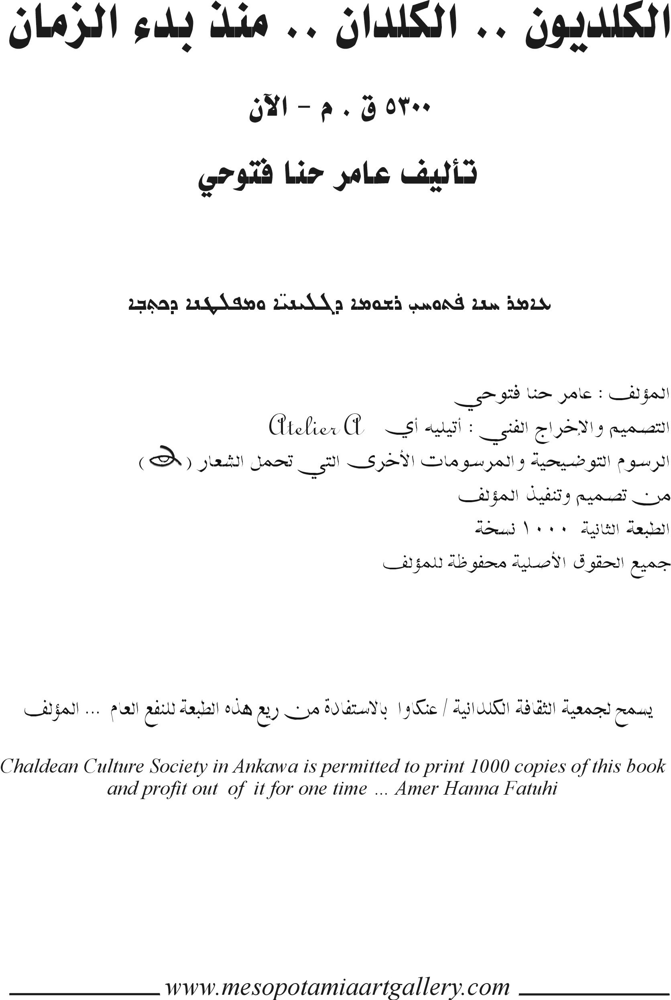 الكلديون .. الكلدان .. منذ بدء الزمان
٥٣٠٠ ق . م - الآن
تأليف عامر حنا فتوحي
ܥܐܡܪ ܚܢܐ ܦܬܘܚܝ
المؤلف : عامر حنا فتوحي
التصميم والإخراج الفني : أتيليه أي Atelier A
الرسوم التوضيحية والمرسومات الأخرى التي تحمل الشعار ( )
من تصميم وتنفيذ المؤلف
الطبعة الثانية ١٠٠٠ نسخة
جميع الحقوق الأصلية محفوظة للمؤلف
يسمح لجمعية الثقافة الكلدانية / عنكاوا بالاستفادة من ريع هذه الطبعة للنفع العام ... المؤلف
Chaldean Culture Society in Ankawa is permitted to print 1000 copies of this book
and profit out of it for one time ... Amer Hanna Fatuhi
www.mesopotamiaartgallery.com